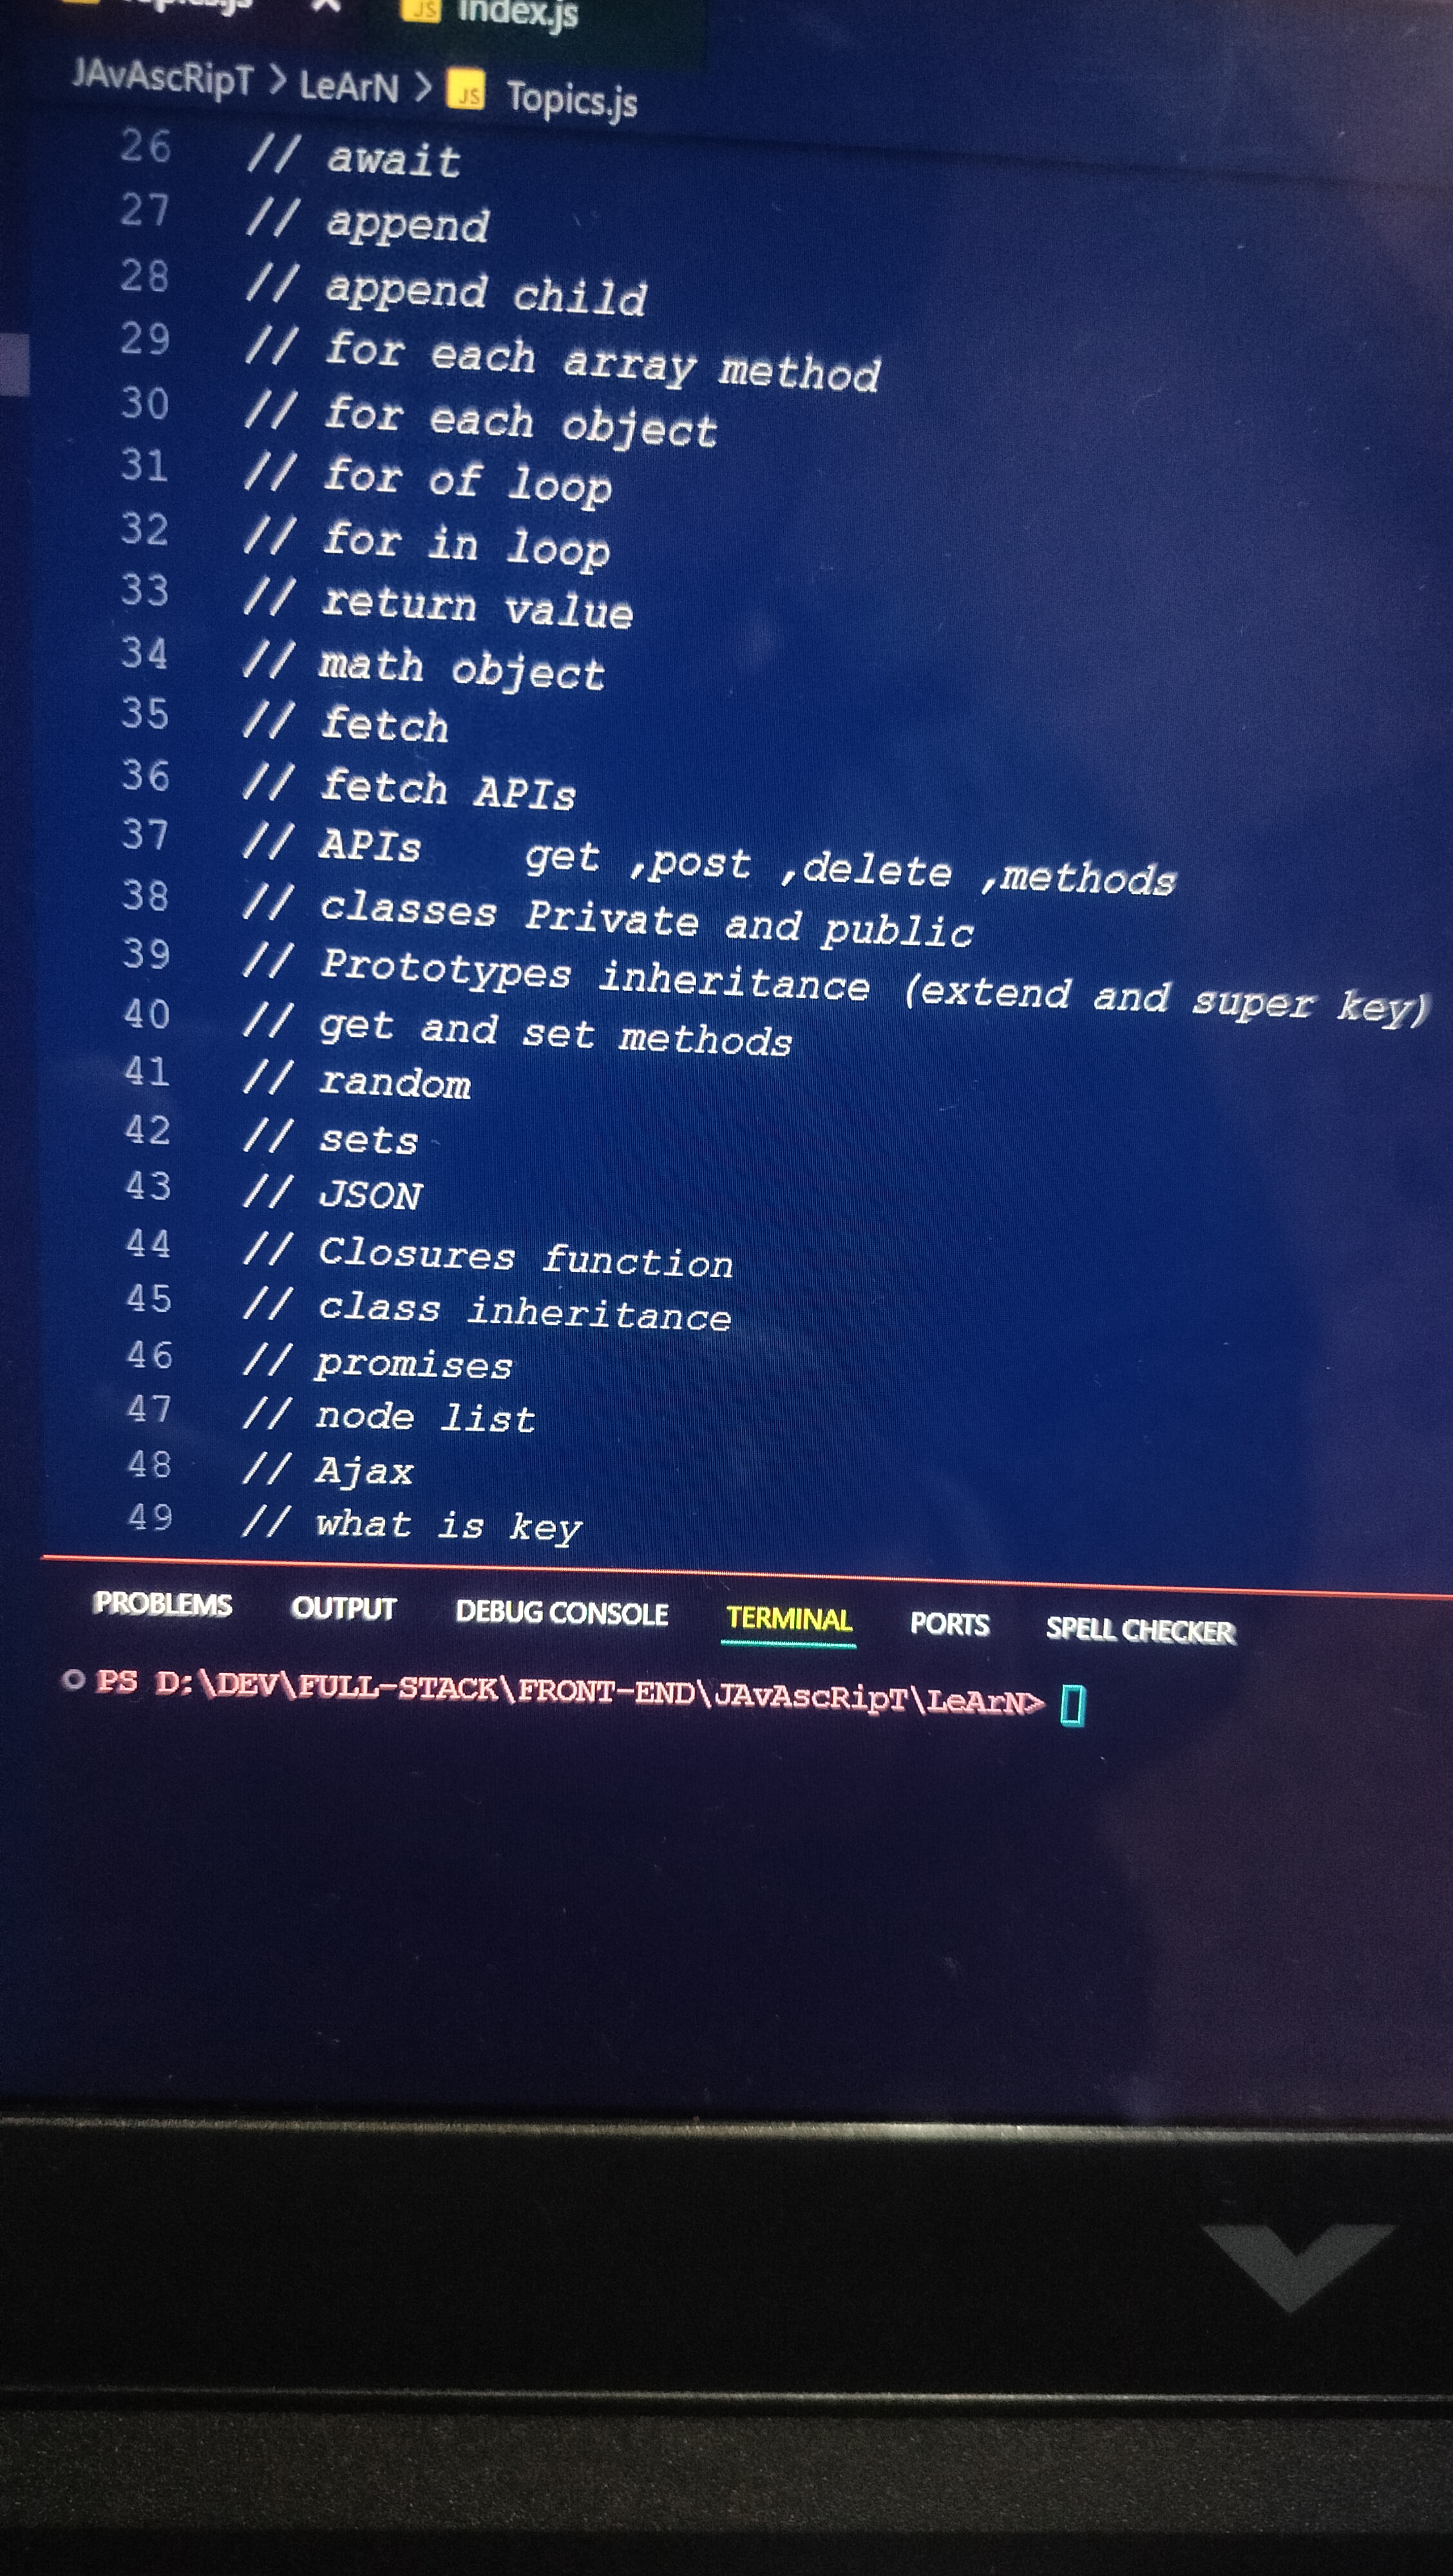 Topics.js × JS Index.js
JAvAscRipT > LeArN > JS Topics.js
26 // await
27 // append
28 // append child
29 // for each array method
30 // for each object
31 // for of loop
32 // for in loop
33 // return value
34 // math object
35 // fetch
36 // fetch APIs
37 // APIs    get ,post ,delete ,methods
38 // classes Private and public
39 // Prototypes inheritance (extend and super key)
40 // get and set methods
41 // random
42 // sets
43 // JSON
44 // Closures function
45 // class inheritance
46 // promises
47 // node list
48 // Ajax
49 // what is key
PROBLEMS OUTPUT DEBUG CONSOLE TERMINAL PORTS SPELL CHECKER
PS D:\DEV\FULL-STACK\FRONT-END\JAvAscRipT\LeArN>